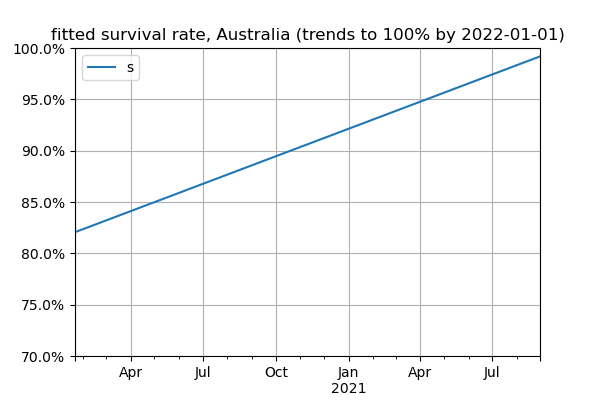 fitted survival rate, Australia (trends to 100% by 2022-01-01)
100.0%
s
95.0%
90.0%
85.0%
80.0%
75.0%
70.0%
Apr Jul Oct Jan Apr Jul
2021